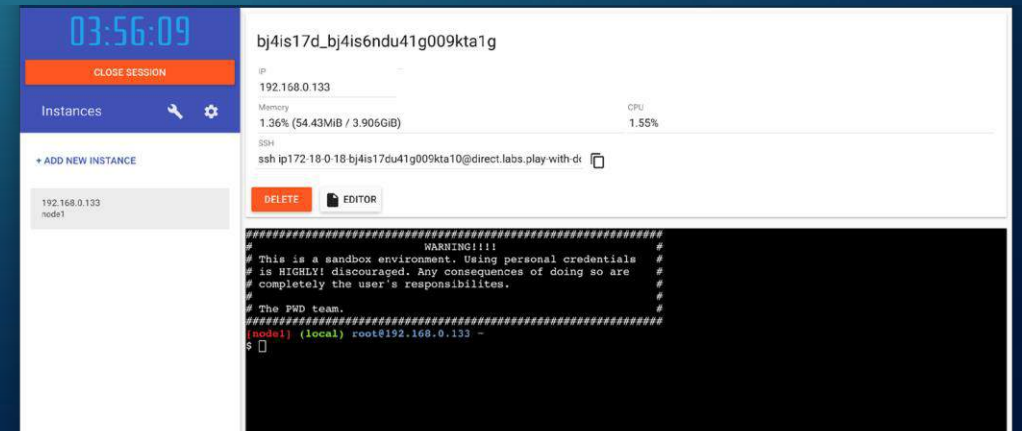 03:56:09
CLOSE SESSION
Instances
+ ADD NEW INSTANCE
192.168.0.133
node1
bj4is17d_bj4is6ndu41g009kta1g
IP
192.168.0.133
Memory
1.36% (54.43MiB / 3.906GiB)
CPU
1.55%
SSH
ssh ip172-18-0-18-bj4is17du41g009kta10@direct.labs.play-with-dc
DELETE
EDITOR
###############################################################
# WARNING!!!! #
# This is a sandbox environment. Using personal credentials #
# is HIGHLY! discouraged. Any consequences of doing so are #
# completely the user's responsibilites. #
# #
# The PWD team. #
###############################################################
[node1] (local) root@192.168.0.133 ~
$